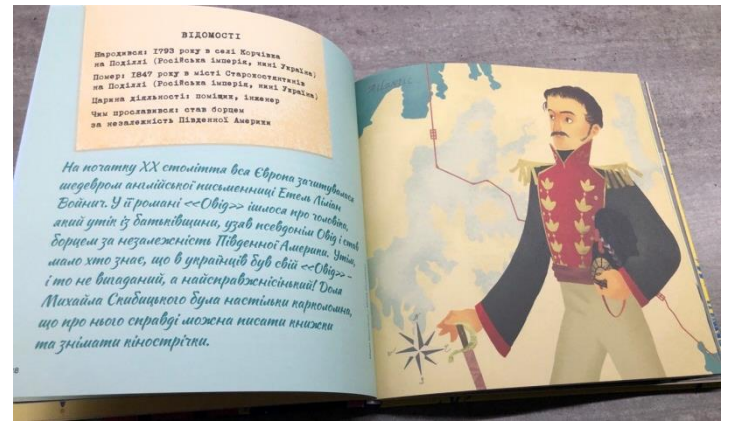 ВІДОМОСТІ
Народився: 1793 року в селі Корчівка
на Поділлі (Російська імперія, нині Україна)
Помер: 1847 року в місті Старокостянтинів
на Поділлі (Російська імперія, нині Україна)
Царина діяльності: поміщик, інженер
Чим прославився: став борцем
за незалежність Південної Америки
На початку XX століття вся Європа зачитувалася
шедевром англійської письменниці Етель Ліліан
Войнич. У її романі <<Овід>> ішлося про чоловіка,
який утік із батьківщини, узяв псевдонім Овід і став
борцем за незалежність Південної Америки. Утім,
мало хто знає, що в українців був свій <<Овід>> –
і то не вигаданий, а найсправжнісінький! Доля
Михайла Скибицького була настільки карколомна,
що про нього справді можна писати книжки
та знімати кінострічки.